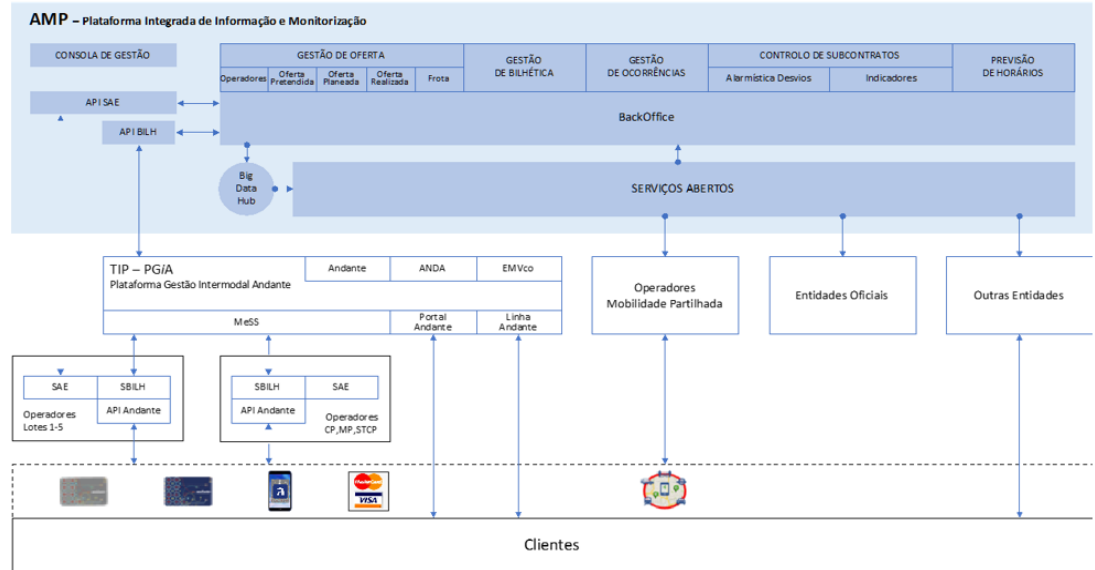 AMP – Plataforma Integrada de Informação e Monitorização
CONSOLA DE GESTÃO
GESTÃO DE OFERTA
GESTÃO
DE BILHÉTICA
GESTÃO
DE OCORRÊNCIAS
CONTROLO DE SUBCONTRATOS
PREVISÃO
DE HORÁRIOS
Operadores
Oferta
Pretendida
Oferta
Planeada
Oferta
Realizada
Frota
Alarmística Desvios
Indicadores
API SAE
API BILH
BackOffice
Big
Data
Hub
SERVIÇOS ABERTOS
TIP – PGiA
Plataforma Gestão Intermodal Andante
Andante
ANDA
EMVco
MeSS
Portal
Andante
Linha
Andante
Operadores
Mobilidade Partilhada
Entidades Oficiais
Outras Entidades
SAE
SBILH
API Andante
Operadores
Lotes 1-5
SBILH
SAE
API Andante
Operadores
CP,MP,STCP
MasterCard
VISA
Clientes